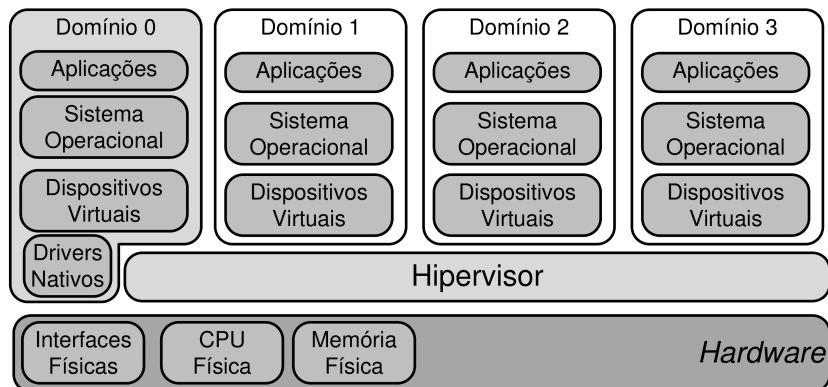 Domínio 0
Aplicações
Sistema
Operacional
Dispositivos
Virtuais
Drivers
Nativos
Domínio 1
Aplicações
Sistema
Operacional
Dispositivos
Virtuais
Domínio 2
Aplicações
Sistema
Operacional
Dispositivos
Virtuais
Domínio 3
Aplicações
Sistema
Operacional
Dispositivos
Virtuais
Hipervisor
Interfaces
Físicas
CPU
Física
Memória
Física
Hardware